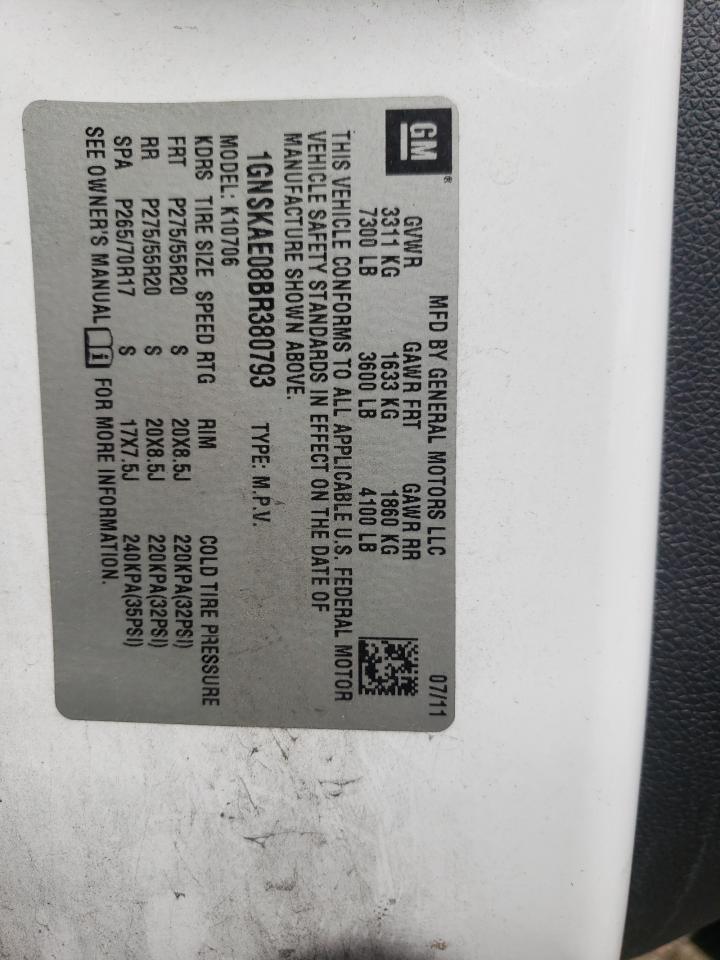 GM®
MFD BY GENERAL MOTORS LLC 07/11
GVWR GAWR FRT GAWR RR
3311 KG 1633 KG 1860 KG
7300 LB 3600 LB 4100 LB
THIS VEHICLE CONFORMS TO ALL APPLICABLE U.S. FEDERAL MOTOR
VEHICLE SAFETY STANDARDS IN EFFECT ON THE DATE OF
MANUFACTURE SHOWN ABOVE.
1GNSKAE08BR380793 TYPE: M.P.V.
MODEL: K10706
KDRS TIRE SIZE SPEED RTG RIM COLD TIRE PRESSURE
FRT P275/55R20 S 20X8.5J 220KPA(32PSI)
RR P275/55R20 S 20X8.5J 220KPA(32PSI)
SPA P265/70R17 S 17X7.5J 240KPA(35PSI)
SEE OWNER'S MANUAL i FOR MORE INFORMATION.